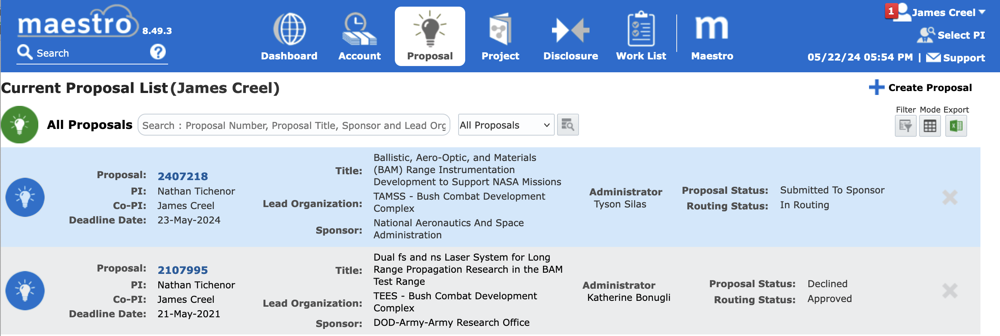 maestro 8.49.3
Search
?
Dashboard
Account
Proposal
Project
Disclosure
Work List
m
Maestro
1
James Creel
Select PI
05/22/24 05:54 PM | Support
Current Proposal List (James Creel)
Create Proposal
All Proposals
Search : Proposal Number, Proposal Title, Sponsor and Lead Org
All Proposals
Filter Mode Export
X
Proposal: 2407218
PI: Nathan Tichenor
Co-PI: James Creel
Deadline Date: 23-May-2024
Title: Ballistic, Aero-Optic, and Materials
(BAM) Range Instrumentation
Development to Support NASA Missions
Lead Organization: TAMSS - Bush Combat Development
Complex
Sponsor: National Aeronautics And Space
Administration
Administrator
Tyson Silas
Proposal Status: Submitted To Sponsor
Routing Status: In Routing
Proposal: 2107995
PI: Nathan Tichenor
Co-PI: James Creel
Deadline Date: 21-May-2021
Title: Dual fs and ns Laser System for Long
Range Propagation Research in the BAM
Test Range
Lead Organization: TEES - Bush Combat Development
Complex
Sponsor: DOD-Army-Army Research Office
Administrator
Katherine Bonugli
Proposal Status: Declined
Routing Status: Approved